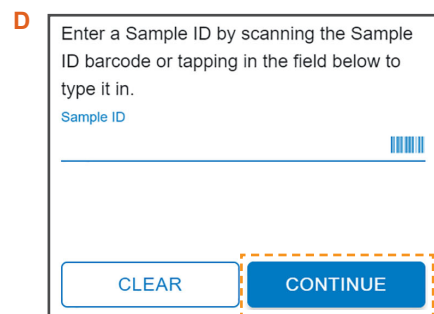 D
Enter a Sample ID by scanning the Sample
ID barcode or tapping in the field below to
type it in.
Sample ID
CLEAR
CONTINUE